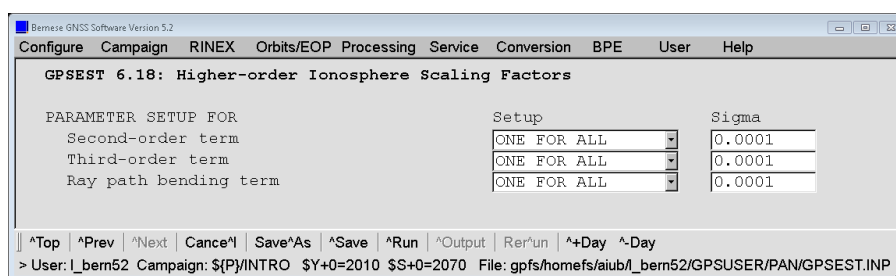 Bernese GNSS Software Version 5.2
Configure Campaign RINEX Orbits/EOP Processing Service Conversion BPE User Help
GPSEST 6.18: Higher-order Ionosphere Scaling Factors
PARAMETER SETUP FOR Setup Sigma
Second-order term ONE FOR ALL 0.0001
Third-order term ONE FOR ALL 0.0001
Ray path bending term ONE FOR ALL 0.0001
^Top ^Prev ^Next Cance^l Save^As ^Save ^Run ^Output Rer^un ^+Day ^-Day
> User: l_bern52 Campaign: ${P}/INTRO $Y+0=2010 $S+0=2070 File: gpfs/homefs/aiub/l_bern52/GPSUSER/PAN/GPSEST.INP